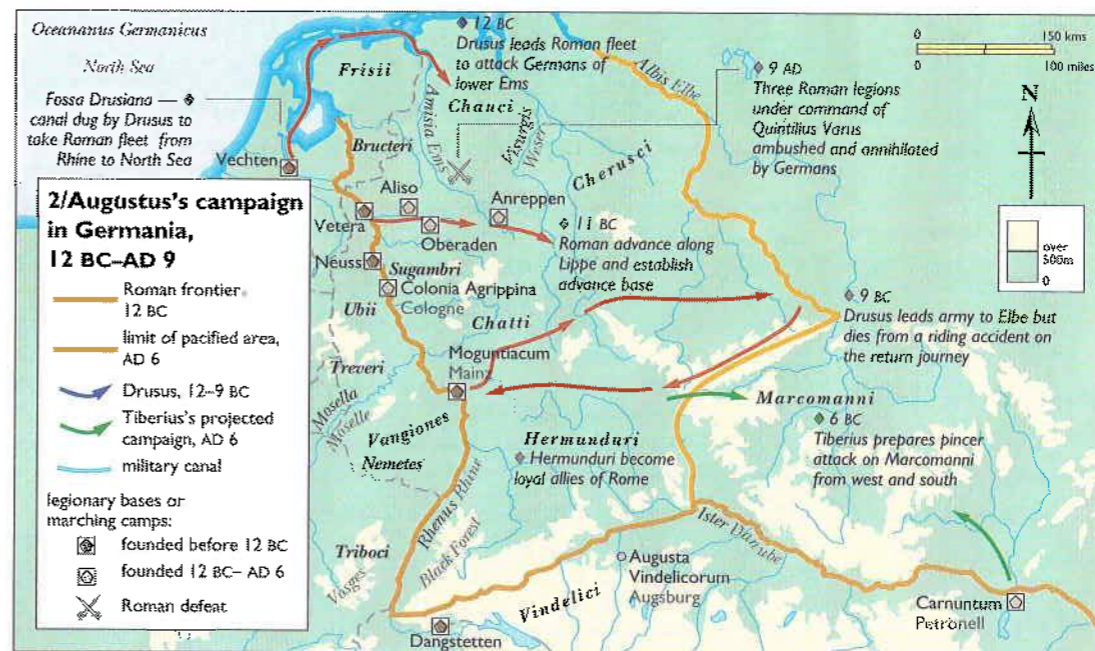 Oceananus Germanicus
North Sea
Fossa Drusiana
canal dug by Drusus to
take Roman fleet from
Rhine to North Sea
Vechten
Frisii
12 BC
Drusus leads Roman fleet
to attack Germans of
lower Ems
Chauci
Amisia Ems
Bructeri
Visurgis
Weser
Cherusci
Albis Elbe
9 AD
Three Roman legions
under command of
Quintilius Varus
ambushed and annihilated
by Germans
0 150 kms
0 100 miles
N
over
500m
0
2/Augustus's campaign
in Germania,
12 BC–AD 9
Roman frontier
12 BC
limit of pacified area,
AD 6
Drusus, 12–9 BC
Tiberius's projected
campaign, AD 6
military canal
legionary bases or
marching camps:
founded before 12 BC
founded 12 BC– AD 6
Roman defeat
Aliso
Anreppen
Vetera
Oberaden
11 BC
Roman advance along
Lippe and establish
advance base
Neuss
Sugambri
Colonia Agrippina
Cologne
Ubii
Chatti
9 BC
Drusus leads army to Elbe but
dies from a riding accident on
the return journey
Treveri
Moguntiacum
Mainz
Mosella
Moselle
Marcomanni
6 BC
Tiberius prepares pincer
attack on Marcomanni
from west and south
Vangiones
Nemetes
Hermunduri
Hermunduri become
loyal allies of Rome
Rhenus Rhine
Black Forest
Triboci
Vosges
Ister Danube
Augusta
Vindelicorum
Augsburg
Vindelici
Dangstetten
Carnuntum
Petronell